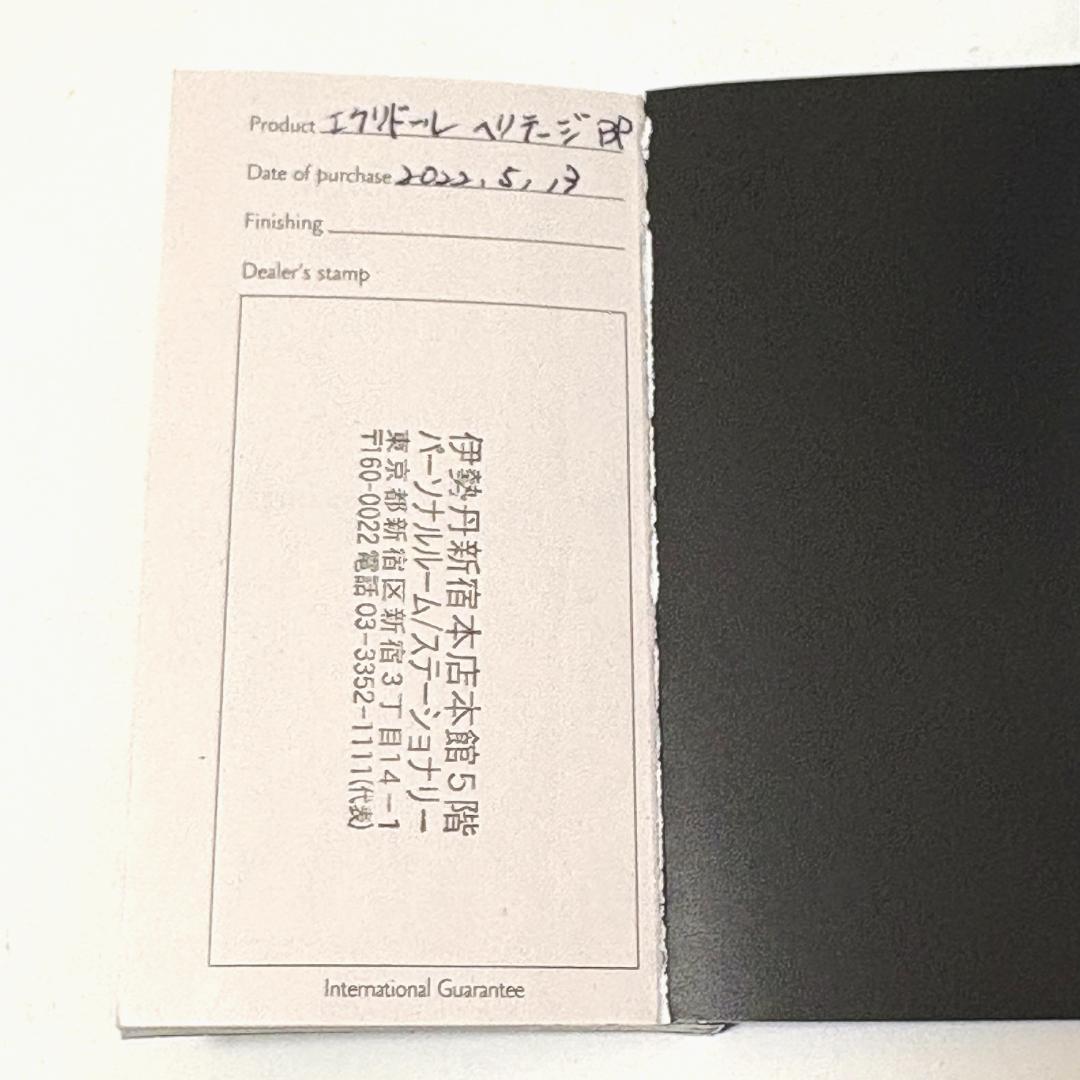 Product エクリドール ヘリテージ BP
Date of purchase 2022. 5. 13
Finishing
Dealer's stamp
伊勢丹新宿本店本館5階
パーソナルルーム/ステーショナリー
東京都新宿区新宿3丁目14-1
〒160-0022 電話03-3352-1111(代表)
International Guarantee